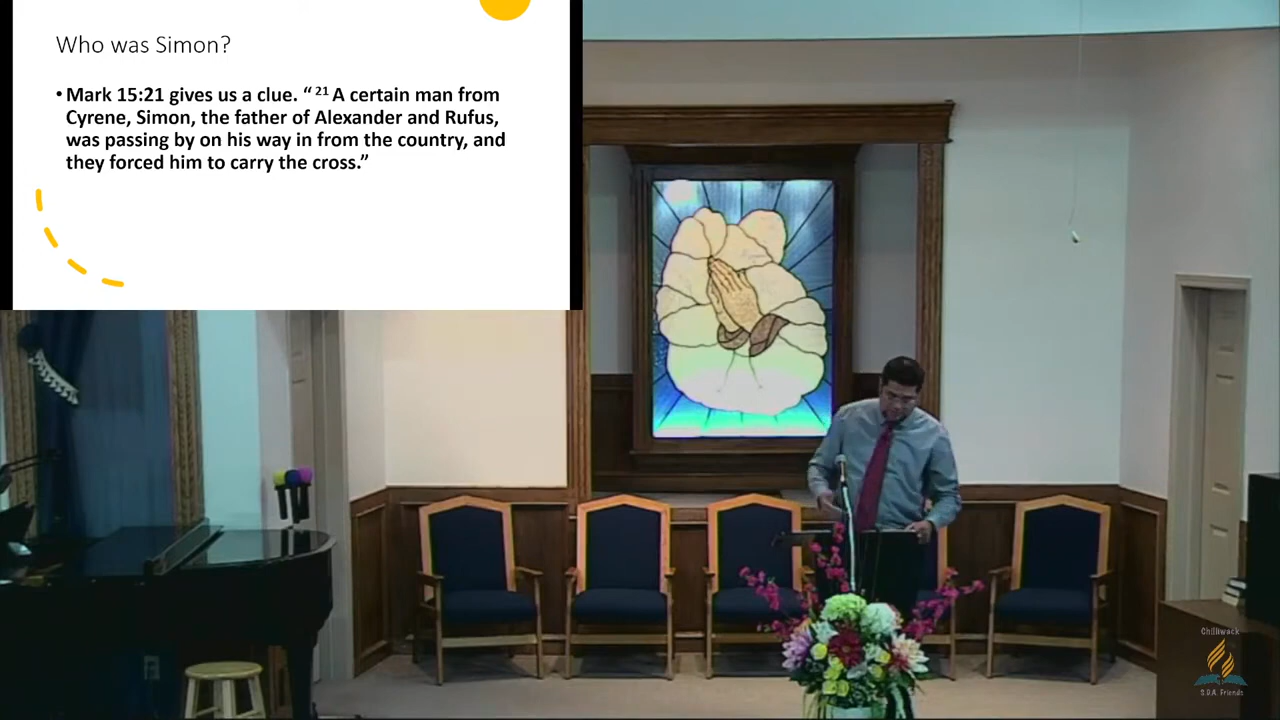 Who was Simon?
• Mark 15:21 gives us a clue. “ 21 A certain man from
Cyrene, Simon, the father of Alexander and Rufus,
was passing by on his way in from the country, and
they forced him to carry the cross.”
Chilliwack
S.D.A. Friends